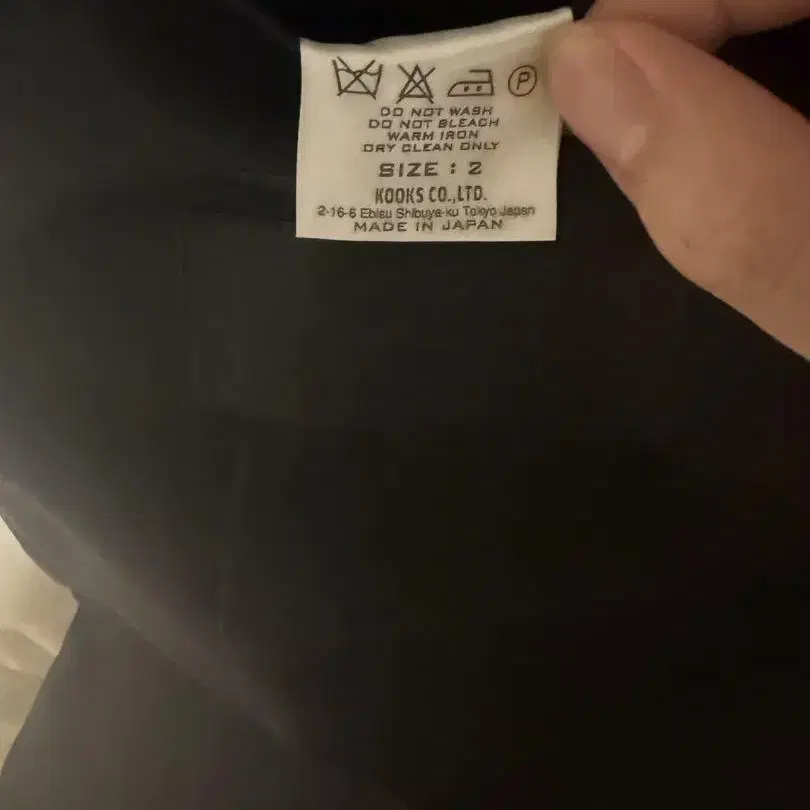 P
DO NOT WASH
DO NOT BLEACH
WARM IRON
DRY CLEAN ONLY
SIZE : 2
KOOKS CO.,LTD.
2-16-6 Ebisu Shibuya-ku Tokyo Japan
MADE IN JAPAN